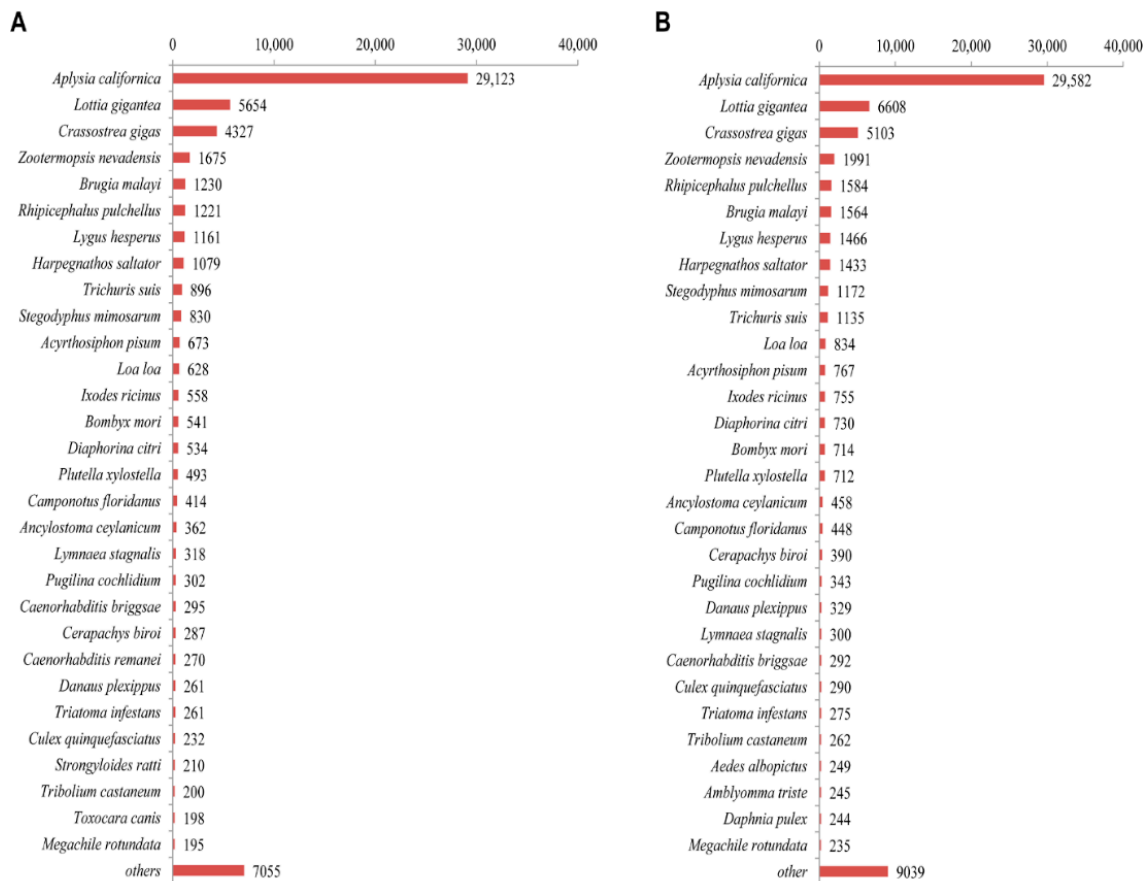 A
0 10,000 20,000 30,000 40,000
Aplysia californica 29,123
Lottia gigantea 5654
Crassostrea gigas 4327
Zootermopsis nevadensis 1675
Brugia malayi 1230
Rhipicephalus pulchellus 1221
Lygus hesperus 1161
Harpegnathos saltator 1079
Trichuris suis 896
Stegodyphus mimosarum 830
Acyrthosiphon pisum 673
Loa loa 628
Ixodes ricinus 558
Bombyx mori 541
Diaphorina citri 534
Plutella xylostella 493
Camponotus floridanus 414
Ancylostoma ceylanicum 362
Lymnaea stagnalis 318
Pugilina cochlidium 302
Caenorhabditis briggsae 295
Cerapachys biroi 287
Caenorhabditis remanei 270
Danaus plexippus 261
Triatoma infestans 261
Culex quinquefasciatus 232
Strongyloides ratti 210
Tribolium castaneum 200
Toxocara canis 198
Megachile rotundata 195
others 7055
B
0 10,000 20,000 30,000 40,000
Aplysia californica 29,582
Lottia gigantea 6608
Crassostrea gigas 5103
Zootermopsis nevadensis 1991
Rhipicephalus pulchellus 1584
Brugia malayi 1564
Lygus hesperus 1466
Harpegnathos saltator 1433
Stegodyphus mimosarum 1172
Trichuris suis 1135
Loa loa 834
Acyrthosiphon pisum 767
Ixodes ricinus 755
Diaphorina citri 730
Bombyx mori 714
Plutella xylostella 712
Ancylostoma ceylanicum 458
Camponotus floridanus 448
Cerapachys biroi 390
Pugilina cochlidium 343
Danaus plexippus 329
Lymnaea stagnalis 300
Caenorhabditis briggsae 292
Culex quinquefasciatus 290
Triatoma infestans 275
Tribolium castaneum 262
Aedes albopictus 249
Amblyomma triste 245
Daphnia pulex 244
Megachile rotundata 235
other 9039